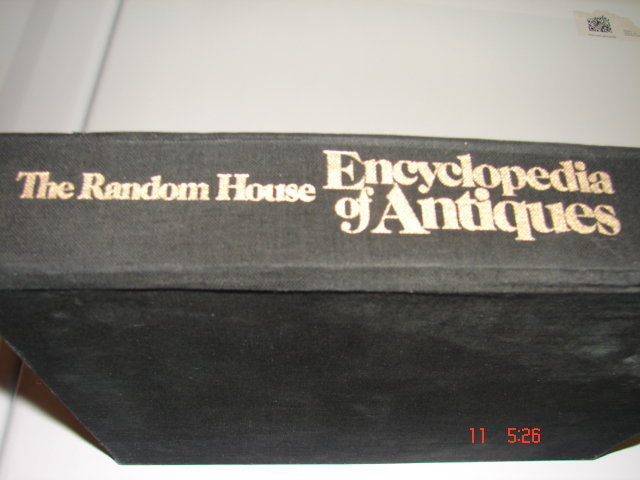 The Random House
Encyclopedia
of Antiques
11 5:26